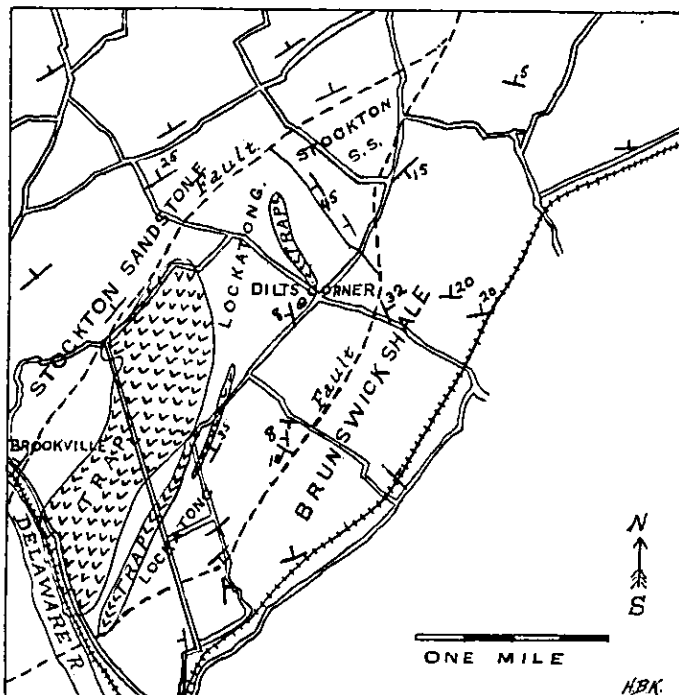 5
STOCKTON
S.S.
Fault
25
15
45
STOCKTON SANDSTONE
LOCKATONG.
TRAP
DILTS CORNER
8
32
20
20
BRUNSWICK SHALE
Fault
TRAP
35
8
BROOKVILLE
TRAP
LOCKATONG
DELAWARE R
N
S
ONE MILE
H.B.K.